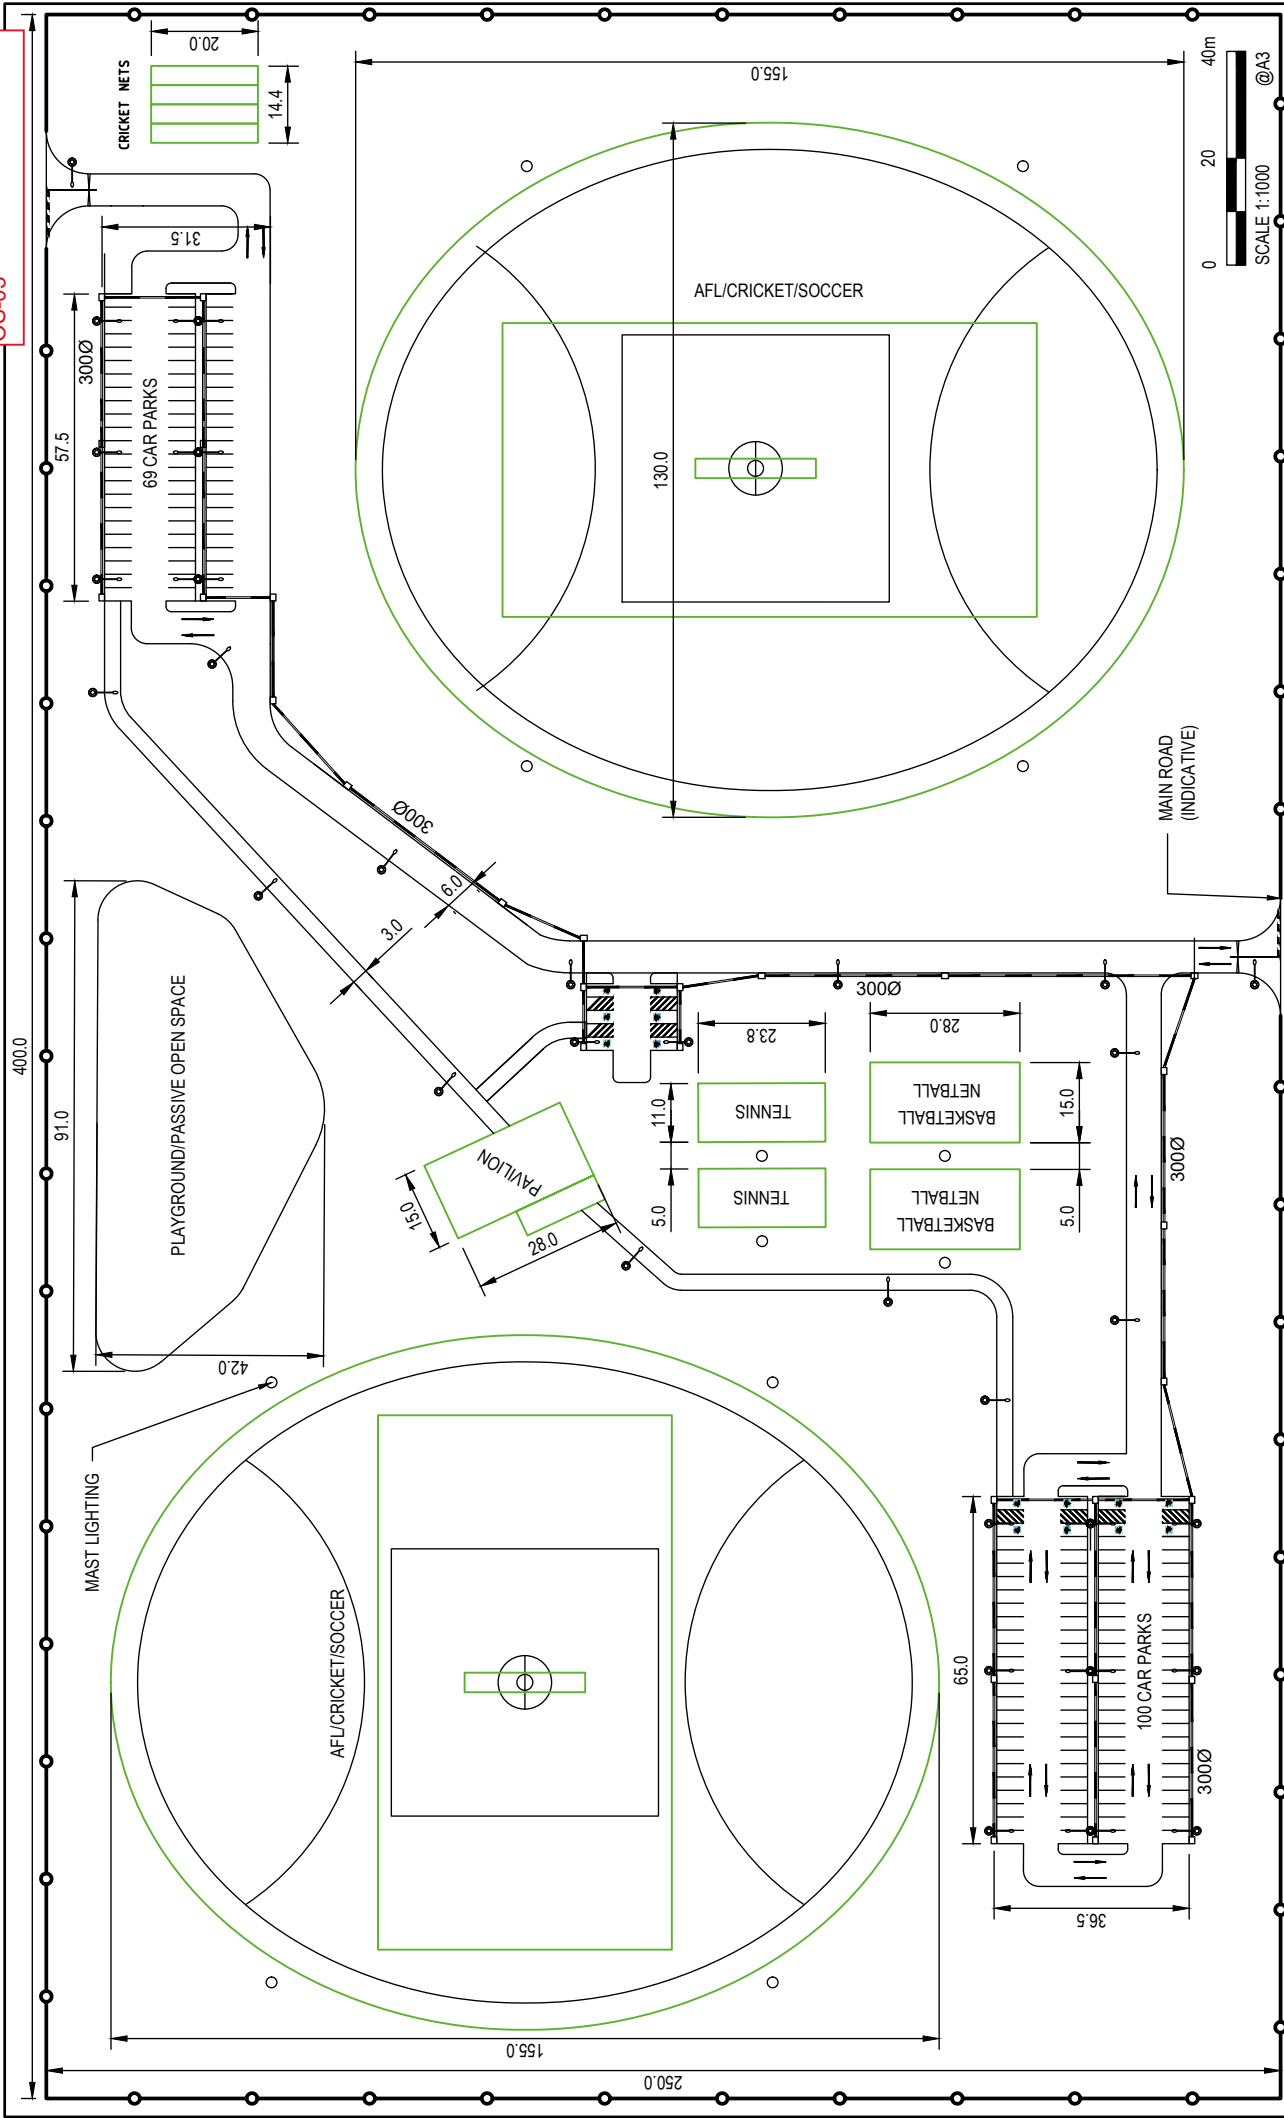 400.0
20.0
CRICKET NETS
14.4
155.0
40m
20
0
@A3
SCALE 1:1000
31.5
57.5
300Ø
69 CAR PARKS
AFL/CRICKET/SOCCER
130.0
300Ø
6.0
3.0
MAIN ROAD
(INDICATIVE)
91.0
PLAYGROUND/PASSIVE OPEN SPACE
42.0
300Ø
23.8
28.0
11.0
TENNIS
NETBALL
BASKETBALL
15.0
5.0
TENNIS
NETBALL
BASKETBALL
5.0
300Ø
PAVILION
15.0
28.0
MAST LIGHTING
AFL/CRICKET/SOCCER
65.0
100 CAR PARKS
300Ø
36.5
155.0
250.0